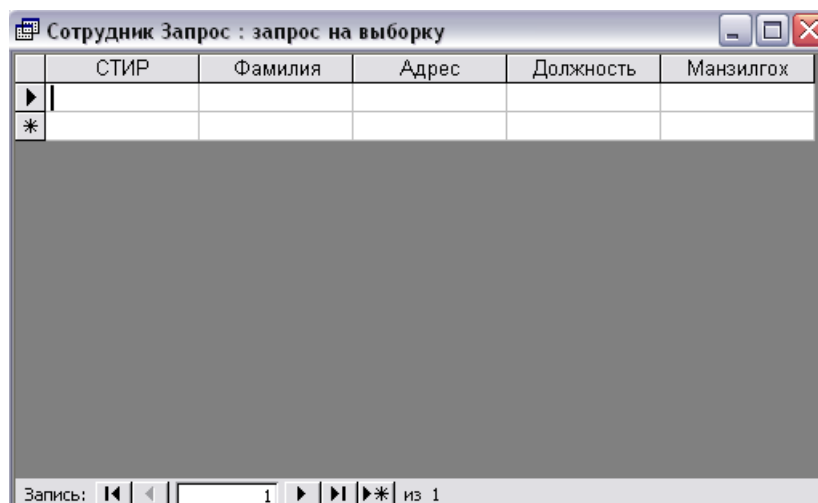 Сотрудник Запрос : запрос на выборку
СТИР Фамилия Адрес Должность Манзилгох
Запись: 1 из 1